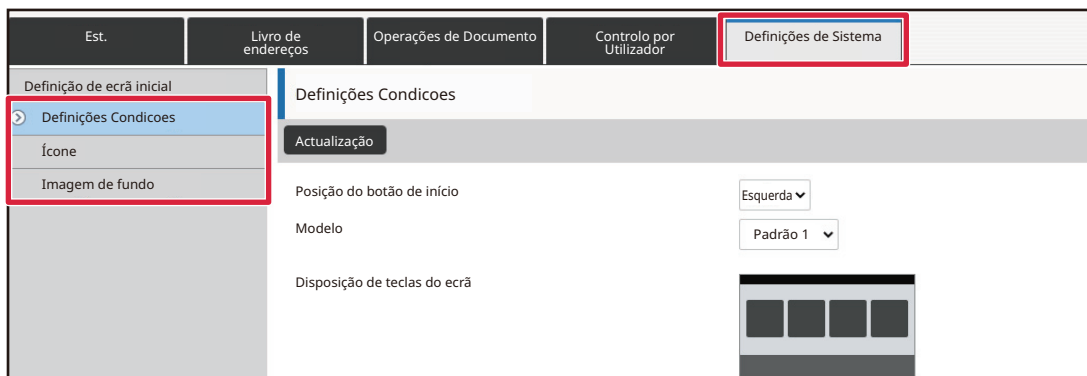 Est.
Livro de
endereços
Operações de Documento
Controlo por
Utilizador
Definições de Sistema
Definição de ecrã inicial
Definições Condicoes
Ícone
Imagem de fundo
Definições Condicoes
Actualização
Posição do botão de início
Esquerda
Modelo
Padrão 1
Disposição de teclas do ecrã